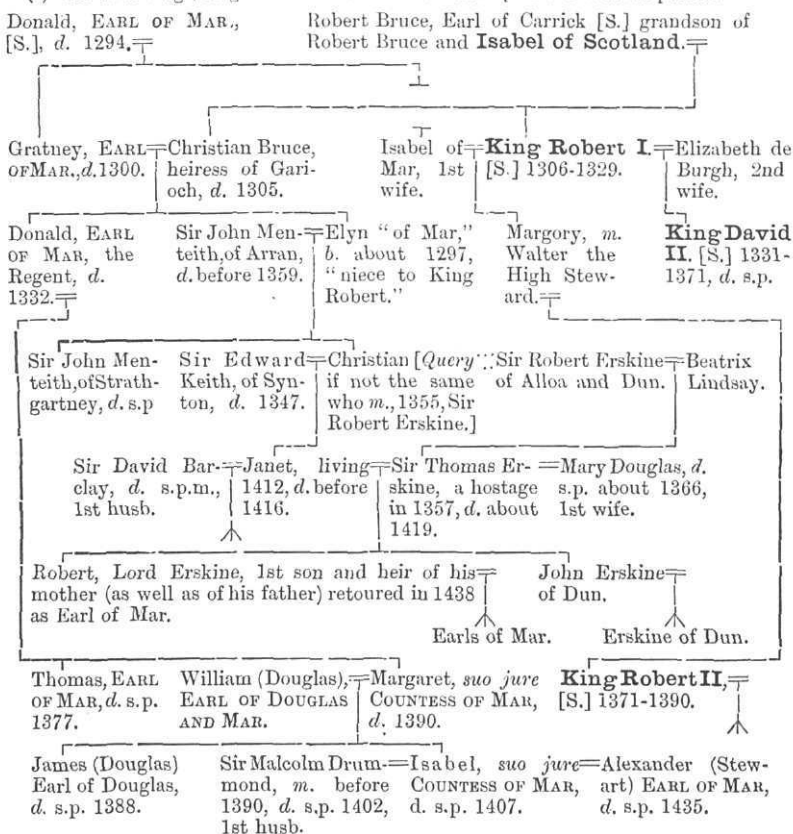 Donald, EARL OF MAR.,
[S.], d. 1294.
Robert Bruce, Earl of Carrick [S.] grandson of
Robert Bruce and Isabel of Scotland.
Gratney, EARL
OF MAR., d. 1300.
Christian Bruce,
heiress of Gari-
och, d. 1305.
Isabel of
Mar, 1st
wife.
King Robert I.
[S.] 1306-1329.
Elizabeth de
Burgh, 2nd
wife.
Donald, EARL
OF MAR, the
Regent, d.
1332.
Sir John Men-
teith, of Arran,
d. before 1359.
Elyn "of Mar,"
b. about 1297,
"niece to King
Robert."
Margory, m.
Walter the
High Stew-
ard.
King David
II. [S.] 1331-
1371, d. s.p.
Sir John Men-
teith, of Strath-
gartney, d. s.p
Sir Edward
Keith, of Syn-
ton, d. 1347.
Christian [Query
if not the same
who m., 1355, Sir
Robert Erskine.]
Sir Robert Erskine
of Alloa and Dun.
Beatrix
Lindsay.
Sir David Bar-
clay, d. s.p.m.,
1st husb.
Janet, living
1412, d. before
1416.
Sir Thomas Er-
skine, a hostage
in 1357, d. about
1419.
Mary Douglas, d.
s.p. about 1366,
1st wife.
Robert, Lord Erskine, 1st son and heir of his
mother (as well as of his father) retoured in 1438
as Earl of Mar.
John Erskine
of Dun.
Earls of Mar.
Erskine of Dun.
Thomas, EARL
OF MAR, d. s.p.
1377.
William (Douglas),
EARL OF DOUGLAS
AND MAR.
Margaret, suo jure
COUNTESS OF MAR,
d. 1390.
King Robert II,
[S.] 1371-1390.
James (Douglas)
Earl of Douglas,
d. s.p. 1388.
Sir Malcolm Drum-
mond, m. before
1390, d. s.p. 1402,
1st husb.
Isabel, suo jure
COUNTESS OF MAR,
d. s.p. 1407.
Alexander (Stew-
art) EARL OF MAR,
d. s.p. 1435.